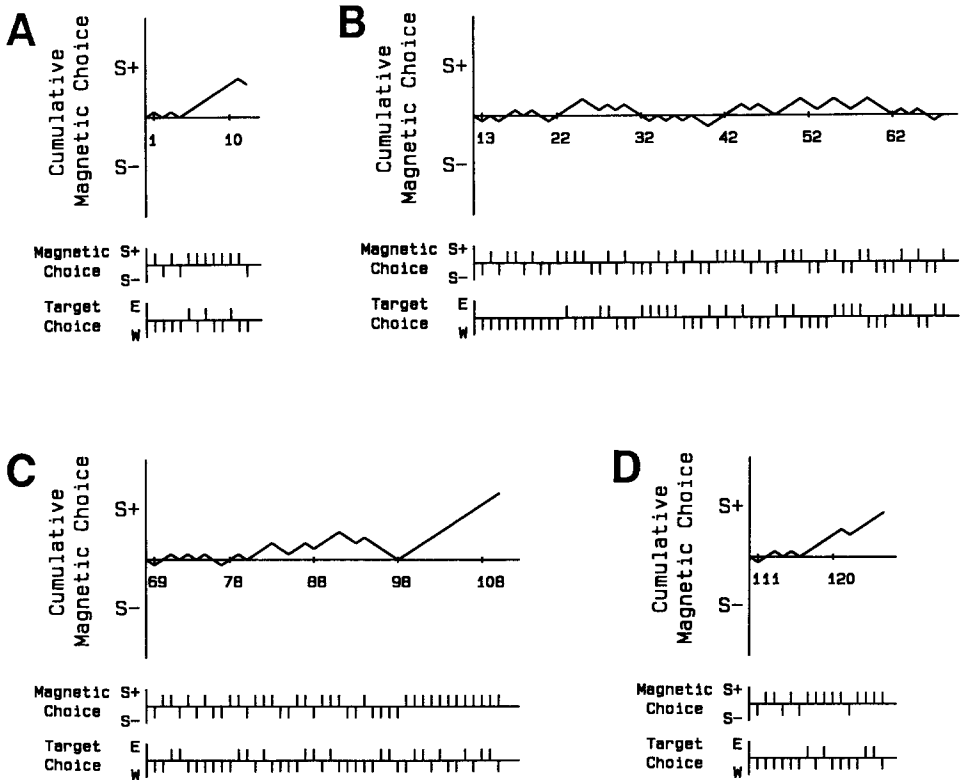 A
Cumulative
Magnetic Choice
S+
S−
1 10
Magnetic S+
Choice S−
Target E
Choice W
B
Cumulative
Magnetic Choice
S+
S−
13 22 32 42 52 62
Magnetic S+
Choice S−
Target E
Choice W
C
Cumulative
Magnetic Choice
S+
S−
69 78 88 98 108
Magnetic S+
Choice S−
Target E
Choice W
D
Cumulative
Magnetic Choice
S+
S−
111 120
Magnetic S+
Choice S−
Target E
Choice W